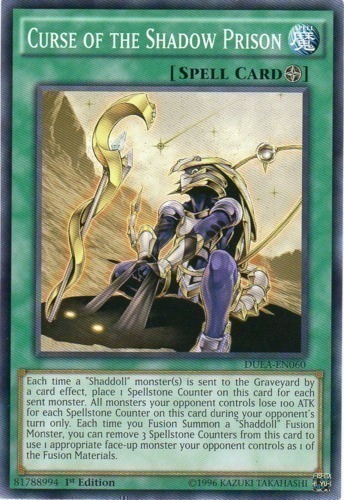 CURSE OF THE SHADOW PRISON
魔
[SPELL CARD]
DUEA-EN060
Each time a "Shaddoll" monster(s) is sent to the Graveyard by
a card effect, place 1 Spellstone Counter on this card for each
sent monster. All monsters your opponent controls lose 100 ATK
for each Spellstone Counter on this card during your opponent's
turn only. Each time you Fusion Summon a "Shaddoll" Fusion
Monster, you can remove 3 Spellstone Counters from this card to
use 1 appropriate face-up monster your opponent controls as 1 of
the Fusion Materials.
81788994 1st Edition ©1996 KAZUKI TAKAHASHI